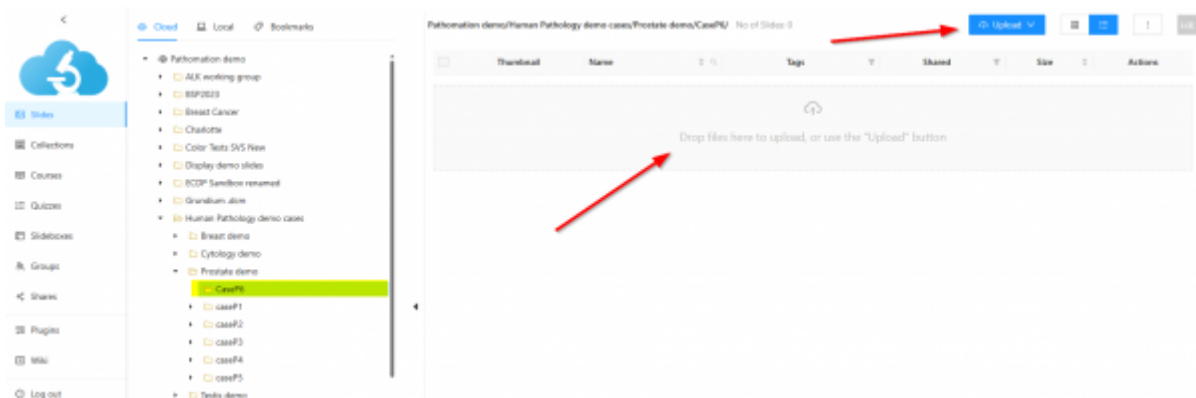 Slides
Collections
Courses
Quizzes
Slideboxes
Groups
Shares
Plugins
Wiki
Log out
Cloud Local Bookmarks
Pathomation demo
ALK working group
BSP2023
Breast Cancer
Charlotte
Color Tests SVS New
Display demo slides
ECDP Sandbox renamed
Grundium .slim
Human Pathology demo cases
Breast demo
Cytology demo
Prostate demo
CaseP6
caseP1
caseP2
caseP3
caseP4
caseP5
Testis demo
Pathomation demo/Human Pathology demo cases/Prostate demo/CaseP6/ No of Slides: 0
Upload
Thumbnail Name Tags Shared Size Actions
Drop files here to upload, or use the "Upload" button